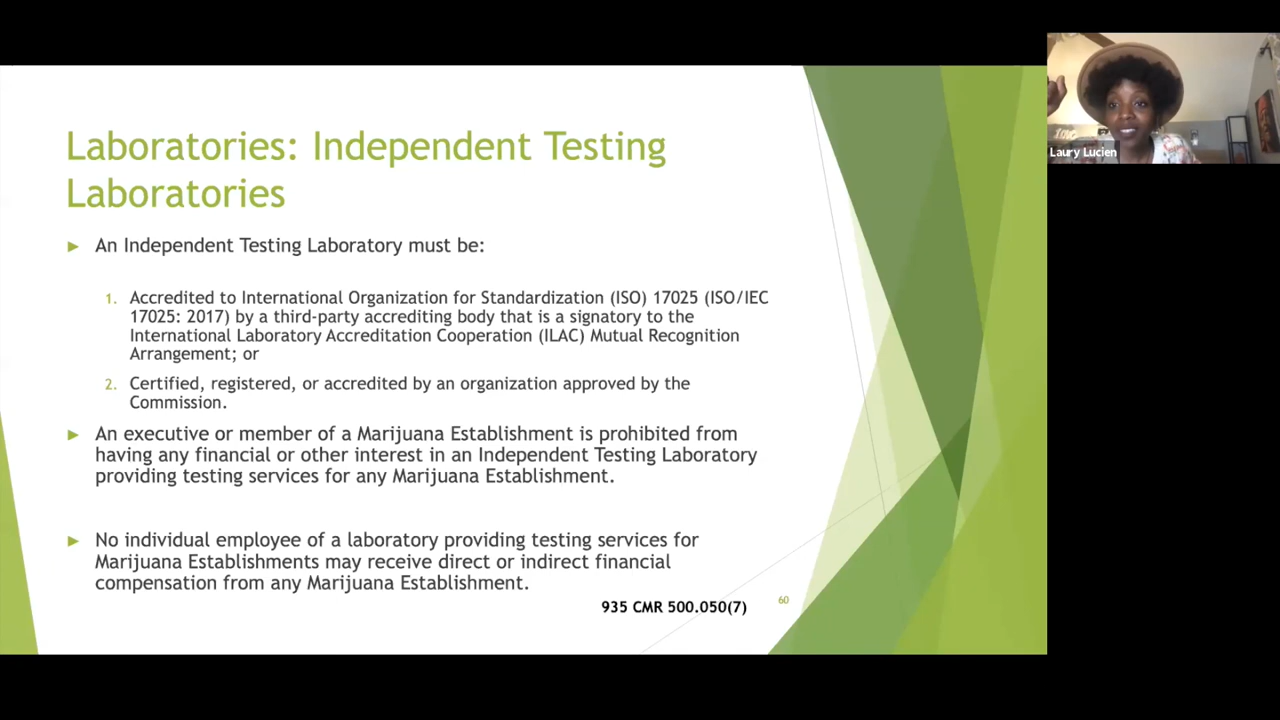 Laboratories: Independent Testing
Laboratories
An Independent Testing Laboratory must be:
1. Accredited to International Organization for Standardization (ISO) 17025 (ISO/IEC
17025: 2017) by a third-party accrediting body that is a signatory to the
International Laboratory Accreditation Cooperation (ILAC) Mutual Recognition
Arrangement; or
2. Certified, registered, or accredited by an organization approved by the
Commission.
An executive or member of a Marijuana Establishment is prohibited from
having any financial or other interest in an Independent Testing Laboratory
providing testing services for any Marijuana Establishment.
No individual employee of a laboratory providing testing services for
Marijuana Establishments may receive direct or indirect financial
compensation from any Marijuana Establishment.
935 CMR 500.050(7)
60
Laury Lucien